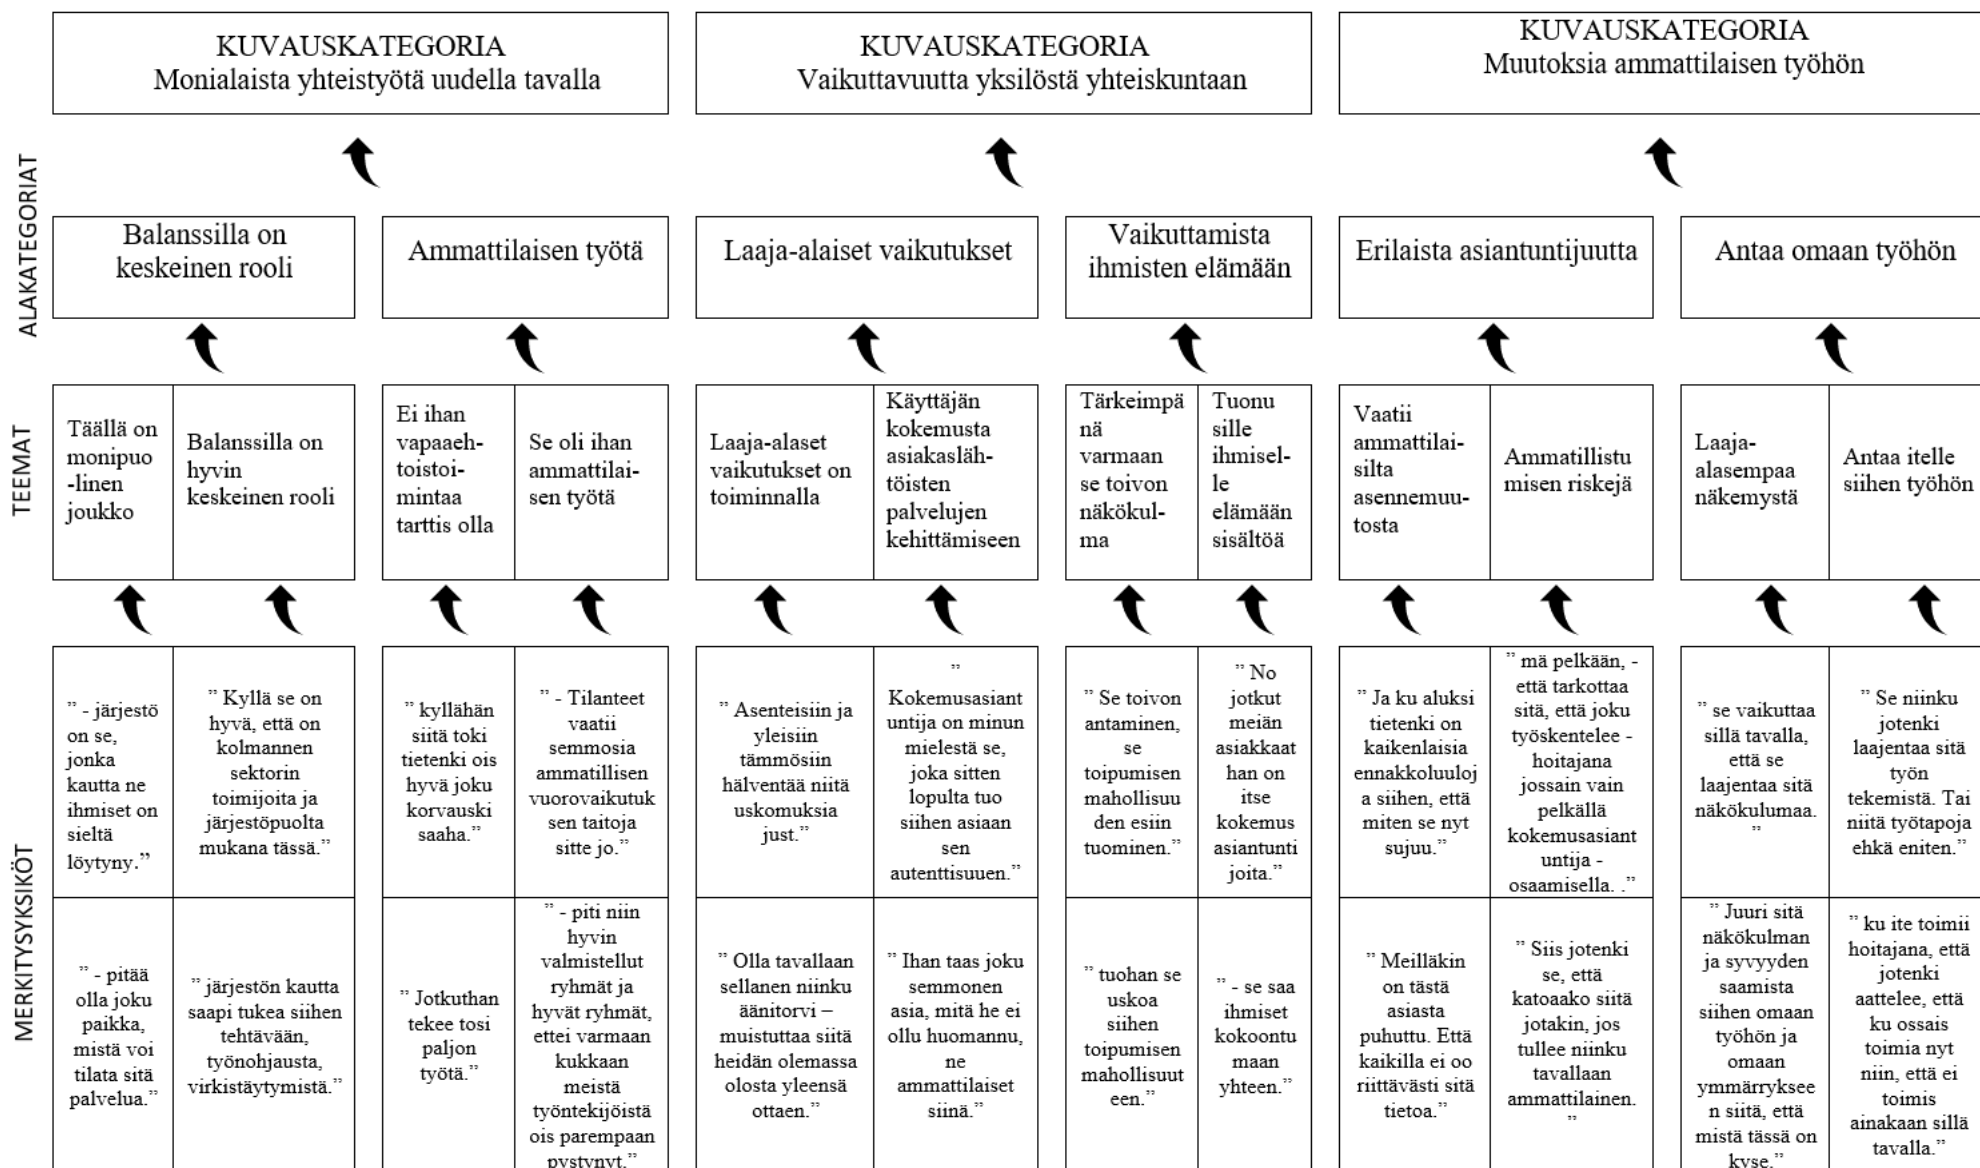 KUVAUSKATEGORIA
Monialaista yhteistyötä uudella tavalla
KUVAUSKATEGORIA
Vaikuttavuutta yksilöstä yhteiskuntaan
KUVAUSKATEGORIA
Muutoksia ammattilaisen työhön
ALAKATEGORIAT
Balanssilla on
keskeinen rooli
Ammattilaisen työtä
Laaja-alaiset vaikutukset
Vaikuttamista
ihmisten elämään
Erilaista asiantuntijuutta
Antaa omaan työhön
TEEMAT
Täällä on
monipuo
-linen
joukko
Balanssilla on
hyvin
keskeinen rooli
Ei ihan
vapaaeh-
toistoi-
mintaa
tarttis olla
Se oli ihan
ammattilai-
sen työtä
Laaja-alaset
vaikutukset on
toiminnalla
Käyttäjän
kokemusta
asiakasläh-
töisten
palvelujen
kehittämiseen
Tärkeimpä
nä
varmaan
se toivon
näkökul-
ma
Tuonu
sille
ihmisel-
le
elämään
sisältöä
Vaatii
ammattilai-
silta
asennemuu-
tosta
Ammatillistu
misen riskejä
Laaja-
alasempaa
näkemystä
Antaa itelle
siihen työhön
MERKITYSYKSIKÖT
” - järjestö
on se,
jonka
kautta ne
ihmiset on
sieltä
löytyny.”
” Kyllä se on
hyvä, että on
kolmannen
sektorin
toimijoita ja
järjestöpuolta
mukana tässä.”
” kyllähän
siitä toki
tietenki ois
hyvä joku
korvauski
saaha.”
” - Tilanteet
vaatii
semmosia
ammatillisen
vuorovaikutuk
sen taitoja
sitte jo.”
” Asenteisiin ja
yleisiin
tämmösiin
hälventää niitä
uskomuksia
just.”
”
Kokemusasiant
untija on minun
mielestä se,
joka sitten
lopulta tuo
siihen asiaan
sen
autenttisuuen.”
” Se toivon
antaminen,
se
toipumisen
mahollisuu
den esiin
tuominen.”
” No
jotkut
meiän
asiakkaat
han on
itse
kokemus
asiantunti
joita.”
” Ja ku aluksi
tietenki on
kaikenlaisia
ennakkoluuloj
a siihen, että
miten se nyt
sujuu.”
” mä pelkään, -
että tarkottaa
sitä, että joku
työskentelee -
hoitajana
jossain vain
pelkällä
kokemusasiant
untija -
osaamisella. .”
” se vaikuttaa
sillä tavalla,
että se
laajentaa sitä
näkökulumaa.
”
” Se niinku
jotenki
laajentaa sitä
työn
tekemistä. Tai
niitä työtapoja
ehkä eniten.”
” - pitää
olla joku
paikka,
mistä voi
tilata sitä
palvelua.”
” järjestön kautta
saapi tukea siihen
tehtävään,
työnohjausta,
virkistäytymistä.”
” Jotkuthan
tekee tosi
paljon
työtä.”
” - piti niin
hyvin
valmistellut
ryhmät ja
hyvät ryhmät,
ettei varmaan
kukkaan
meistä
työntekijöistä
ois parempaan
pystynyt.”
” Olla tavallaan
sellanen niinku
äänitorvi –
muistuttaa siitä
heidän olemassa
olosta yleensä
ottaen.”
” Ihan taas joku
semmonen
asia, mitä he ei
ollu huomannu,
ne
ammattilaiset
siinä.”
” tuohan se
uskoa
siihen
toipumisen
mahollisuut
een.”
” - se saa
ihmiset
kokoontu
maan
yhteen.”
” Meilläkin
on tästä
asiasta
puhuttu. Että
kaikilla ei oo
riittävästi sitä
tietoa.”
” Siis jotenki
se, että
katoaako siitä
jotakin, jos
tullee niinku
tavallaan
ammattilainen.
”
” Juuri sitä
näkökulman
ja syvyyden
saamista
siihen omaan
työhön ja
omaan
ymmärryksee
n siitä, että
mistä tässä on
kyse.”
” ku ite toimii
hoitajana, että
jotenki
aattelee, että
ku ossais
toimia nyt
niin, että ei
toimis
ainakaan sillä
tavalla.”